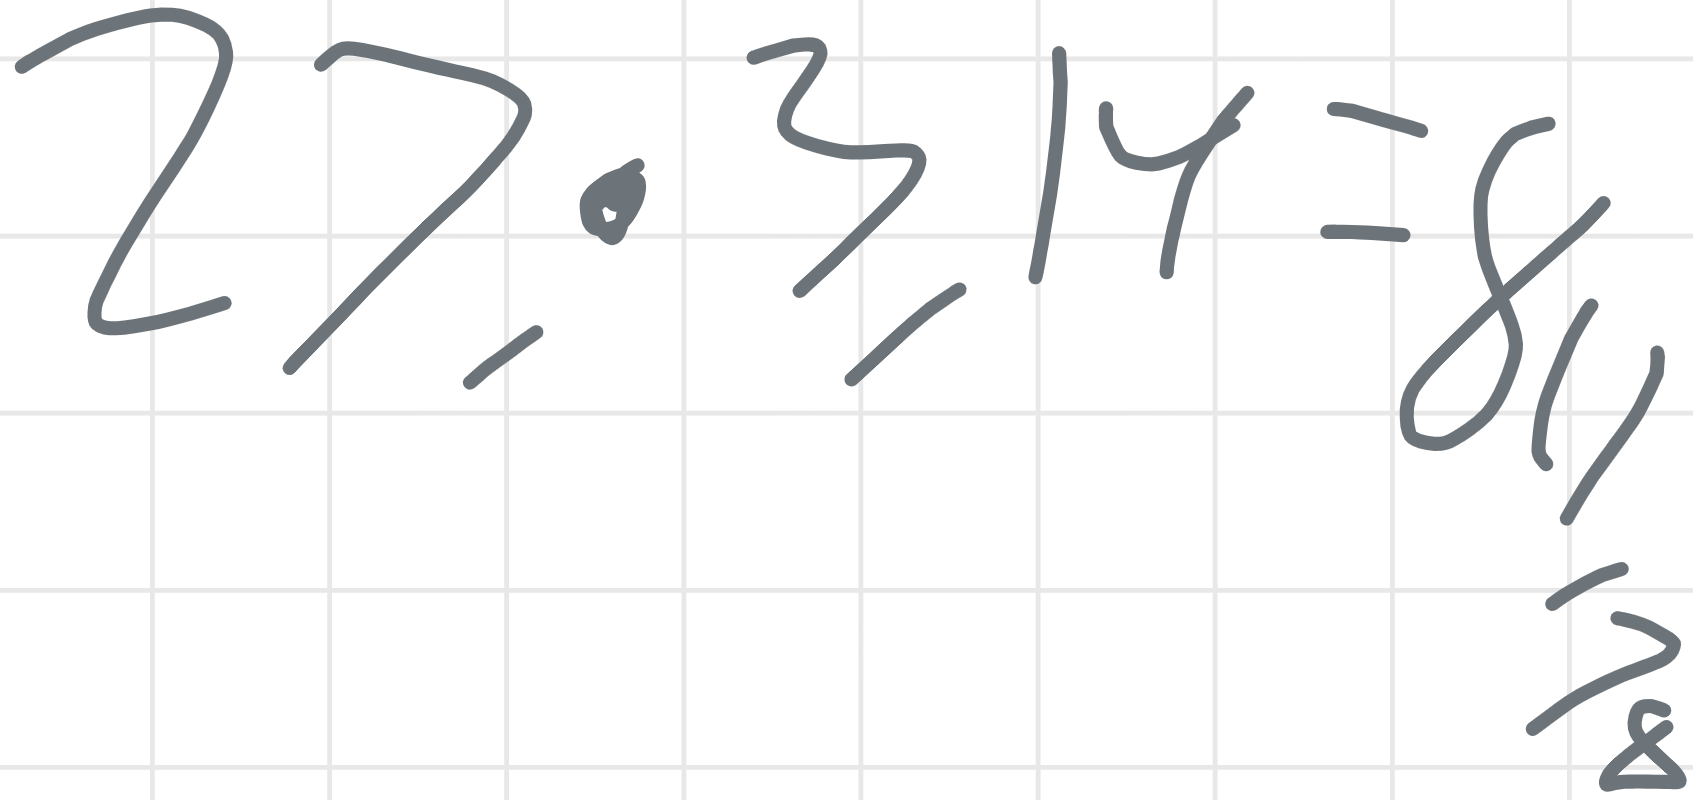 27, · 3,14 = 84,78